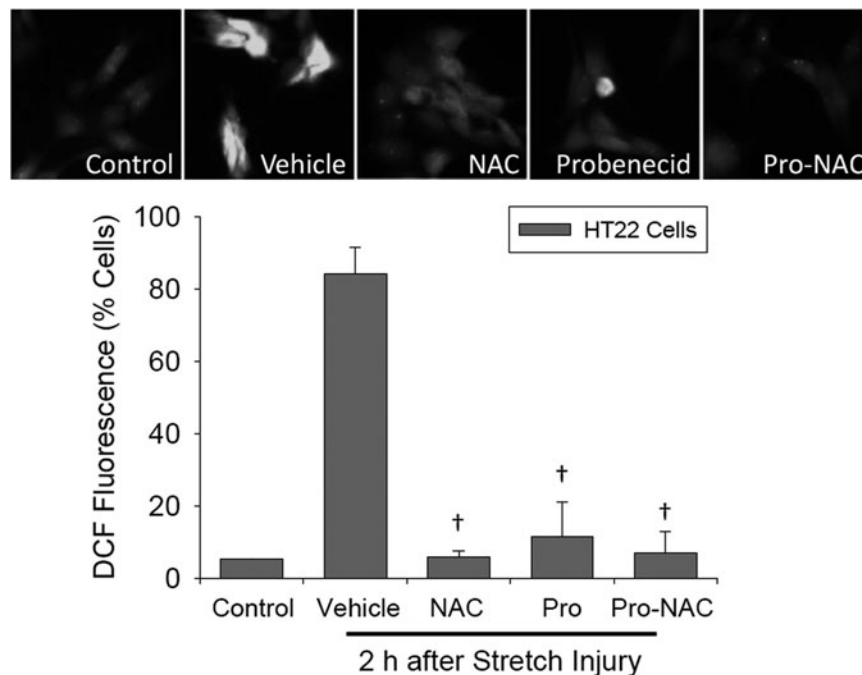 Control Vehicle NAC Probenecid Pro-NAC
DCF Fluorescence (% Cells)
100
80
60
40
20
0
HT22 Cells
†
†
†
Control Vehicle NAC Pro Pro-NAC
2 h after Stretch Injury